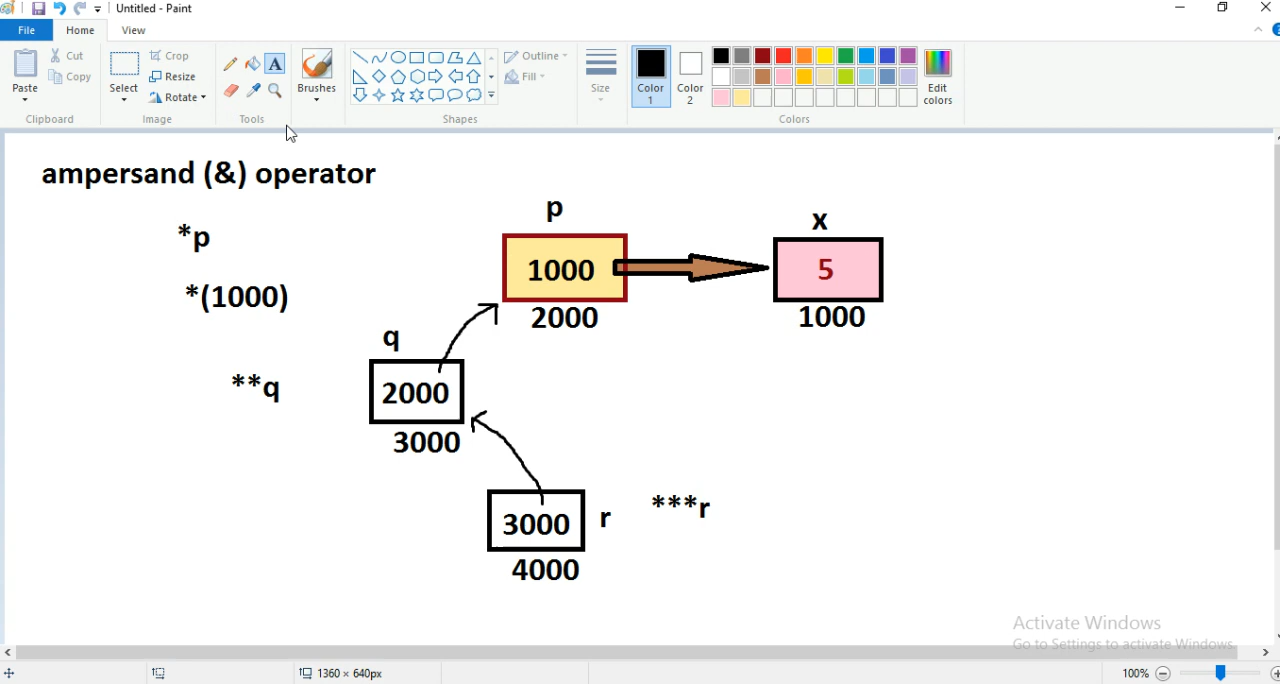 Untitled - Paint
File Home View
Paste
Cut
Copy
Clipboard
Select
Crop
Resize
Rotate
Image
A
Tools
Brushes
Shapes
Outline
Fill
Size
Color 1
Color 2
Edit colors
Colors
ampersand (&) operator
*p
*(1000)
p
1000
2000
x
5
1000
q
**q
2000
3000
3000
r
***r
4000
Activate Windows
Go to Settings to activate Windows.
1360 × 640px
100%